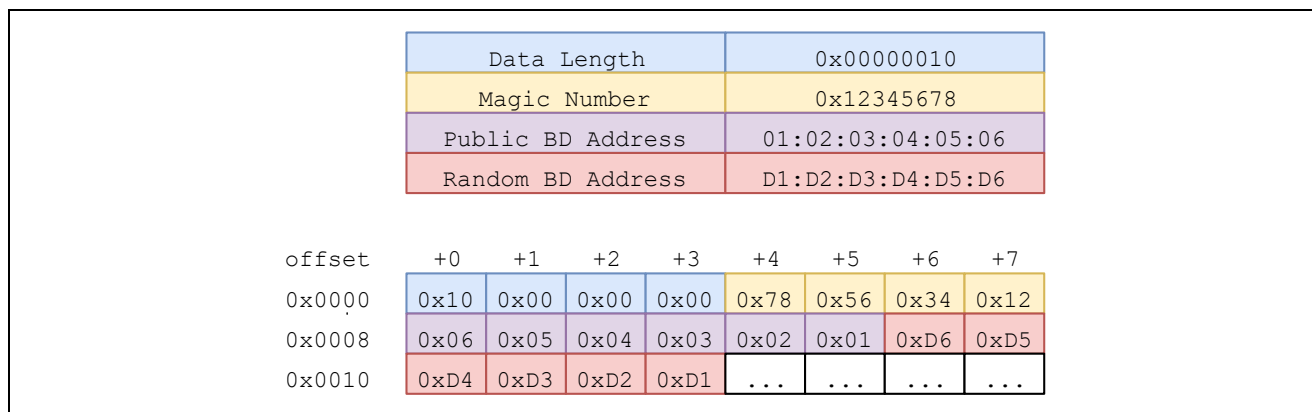 Data Length 0x00000010
Magic Number 0x12345678
Public BD Address 01:02:03:04:05:06
Random BD Address D1:D2:D3:D4:D5:D6
offset +0 +1 +2 +3 +4 +5 +6 +7
0x0000 0x10 0x00 0x00 0x00 0x78 0x56 0x34 0x12
0x0008 0x06 0x05 0x04 0x03 0x02 0x01 0xD6 0xD5
0x0010 0xD4 0xD3 0xD2 0xD1 ... ... ... ...